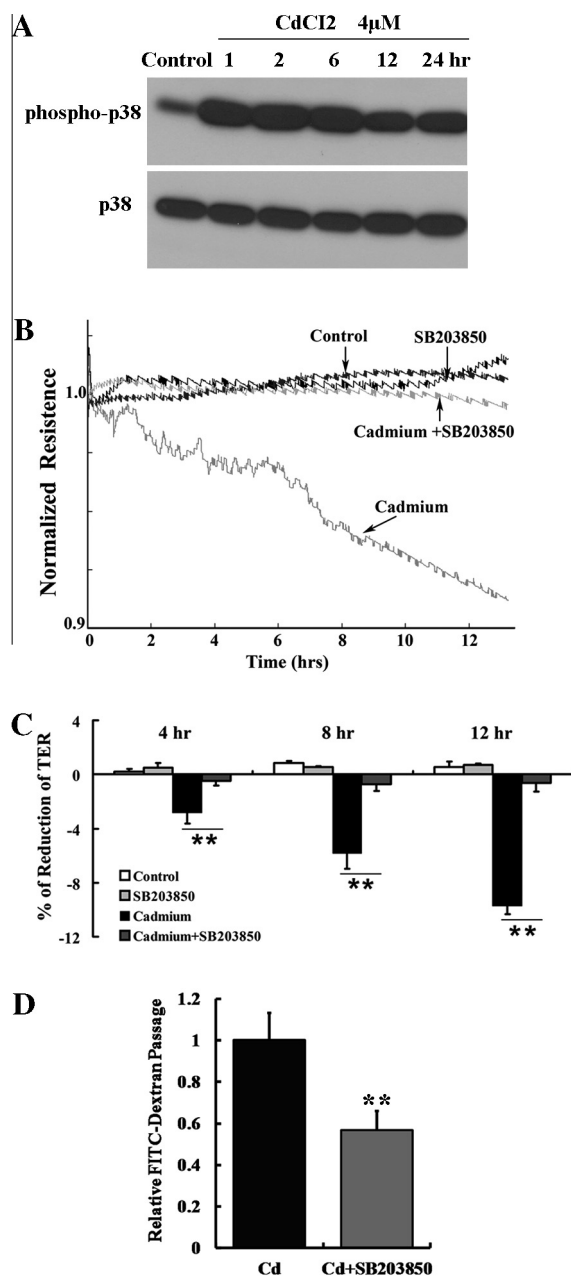 A
CdCI2 4μM
Control 1 2 6 12 24 hr
phospho-p38
p38
B
Control
SB203850
Cadmium +SB203850
Cadmium
1.0
0.9
Normalized Resistence
0 2 4 6 8 10 12
Time (hrs)
C
4 hr 8 hr 12 hr
4
0
-4
-8
-12
% of Reduction of TER
** ** **
Control
SB203850
Cadmium
Cadmium+SB203850
D
1.2
1
0.8
0.6
0.4
0.2
0
Relative FITC-Dextran Passage
**
Cd Cd+SB203850